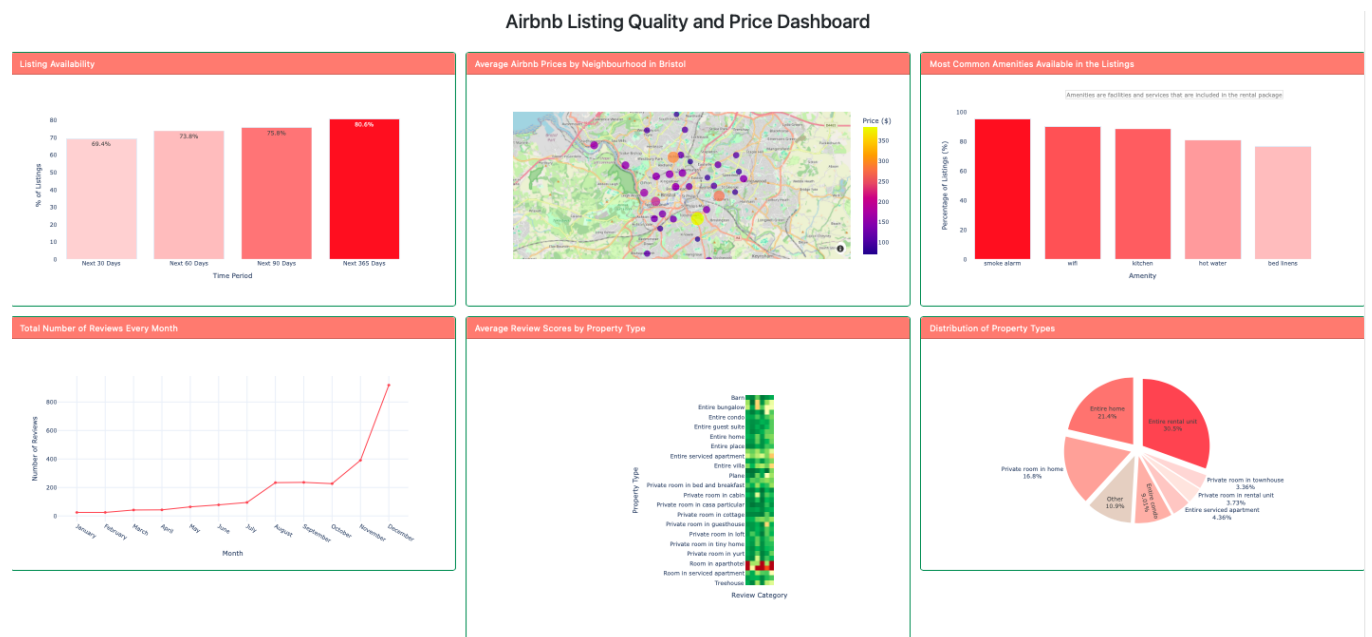 Airbnb Listing Quality and Price Dashboard
Listing Availability
80
70
60
50
40
30
20
10
0
% of Listings
69.4%
73.8%
75.8%
80.6%
Next 30 Days
Next 60 Days
Next 90 Days
Next 365 Days
Time Period
Average Airbnb Prices by Neighbourhood in Bristol
Price ($)
350
300
250
200
150
100
Most Common Amenities Available in the Listings
Amenities are facilities and services that are included in the rental package
100
80
60
40
20
0
Percentage of Listings (%)
smoke alarm
wifi
kitchen
hot water
bed linens
Amenity
Total Number of Reviews Every Month
800
600
400
200
0
Number of Reviews
January
February
March
April
May
June
July
August
September
October
November
December
Month
Average Review Scores by Property Type
Property Type
Barn
Entire bungalow
Entire condo
Entire guest suite
Entire home
Entire place
Entire serviced apartment
Entire villa
Plane
Private room in bed and breakfast
Private room in cabin
Private room in casa particular
Private room in cottage
Private room in guesthouse
Private room in loft
Private room in tiny home
Private room in yurt
Room in aparthotel
Room in serviced apartment
Treehouse
Review Category
Distribution of Property Types
Entire rental unit
Entire home
21.4%
Private room in home
16.8%
Other
10.9%
Entire condo
9.01%
Private room in townhouse
3.36%
Private room in rental unit
3.73%
Entire serviced apartment
4.36%